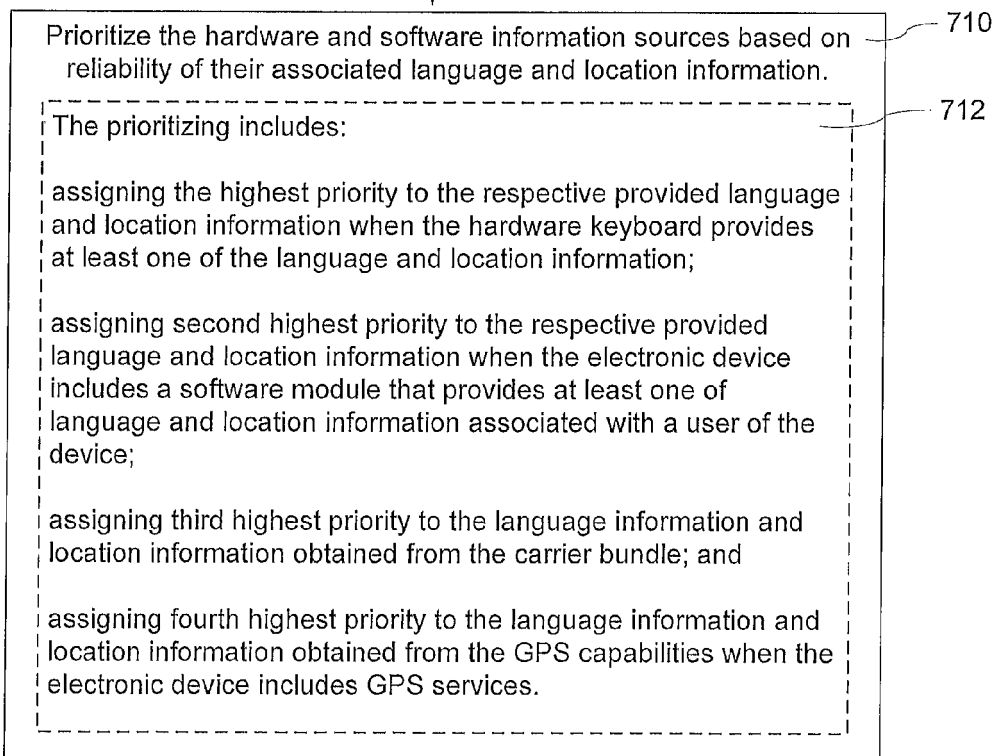 Prioritize the hardware and software information sources based on
710
reliability of their associated language and location information.
The prioritizing includes:
712
assigning the highest priority to the respective provided language
and location information when the hardware keyboard provides
at least one of the language and location information;
assigning second highest priority to the respective provided
language and location information when the electronic device
includes a software module that provides at least one of
language and location information associated with a user of the
device;
assigning third highest priority to the language information and
location information obtained from the carrier bundle; and
assigning fourth highest priority to the language information and
location information obtained from the GPS capabilities when the
electronic device includes GPS services.